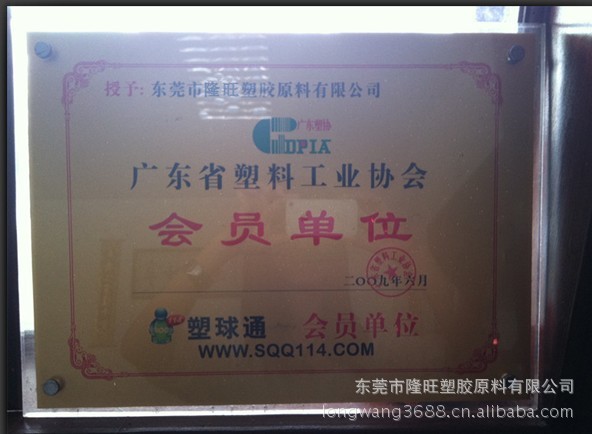 授予: 东莞市隆旺塑胶原料有限公司
广东塑协
GDPIA
广东省塑料工业协会
会员单位
二〇〇九年六月
塑球通 会员单位
WWW.SQQ114.COM
东莞市隆旺塑胶原料有限公司
longwang3688.cn.alibaba.com